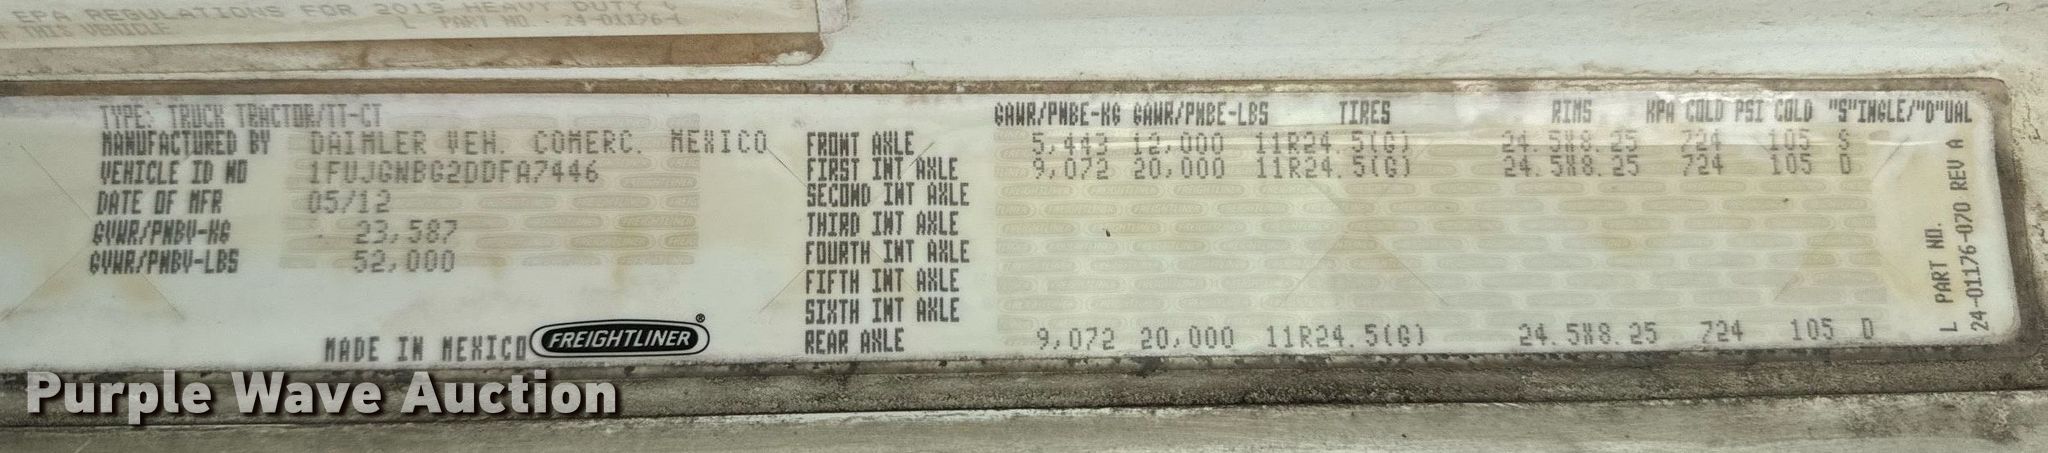 EPA REGULATIONS FOR 2013 HEAVY DUTY
THIS VEHICLE
L PART NO. 24-01176-
TYPE: TRUCK TRACTOR/TT-CT
MANUFACTURED BY DAIMLER VEH. COMERC. MEXICO
VEHICLE ID NO 1FUJGNBG2DDFA7446
DATE OF MFR 05/12
GVWR/PNBV-KG 23,587
GVWR/PNBV-LBS 52,000
MADE IN MEXICO FREIGHTLINER®
GAWR/PNBE-KG GAWR/PNBE-LBS TIRES RIMS KPA COLD PSI COLD "S"INGLE/"D"UAL
FRONT AXLE 5,443 12,000 11R24.5(G) 24.5X8.25 724 105 S
FIRST INT AXLE 9,072 20,000 11R24.5(G) 24.5X8.25 724 105 D
SECOND INT AXLE
THIRD INT AXLE
FOURTH INT AXLE
FIFTH INT AXLE
SIXTH INT AXLE
REAR AXLE 9,072 20,000 11R24.5(G) 24.5X8.25 724 105 D
L PART NO.
24-01176-070 REV A
Purple Wave Auction